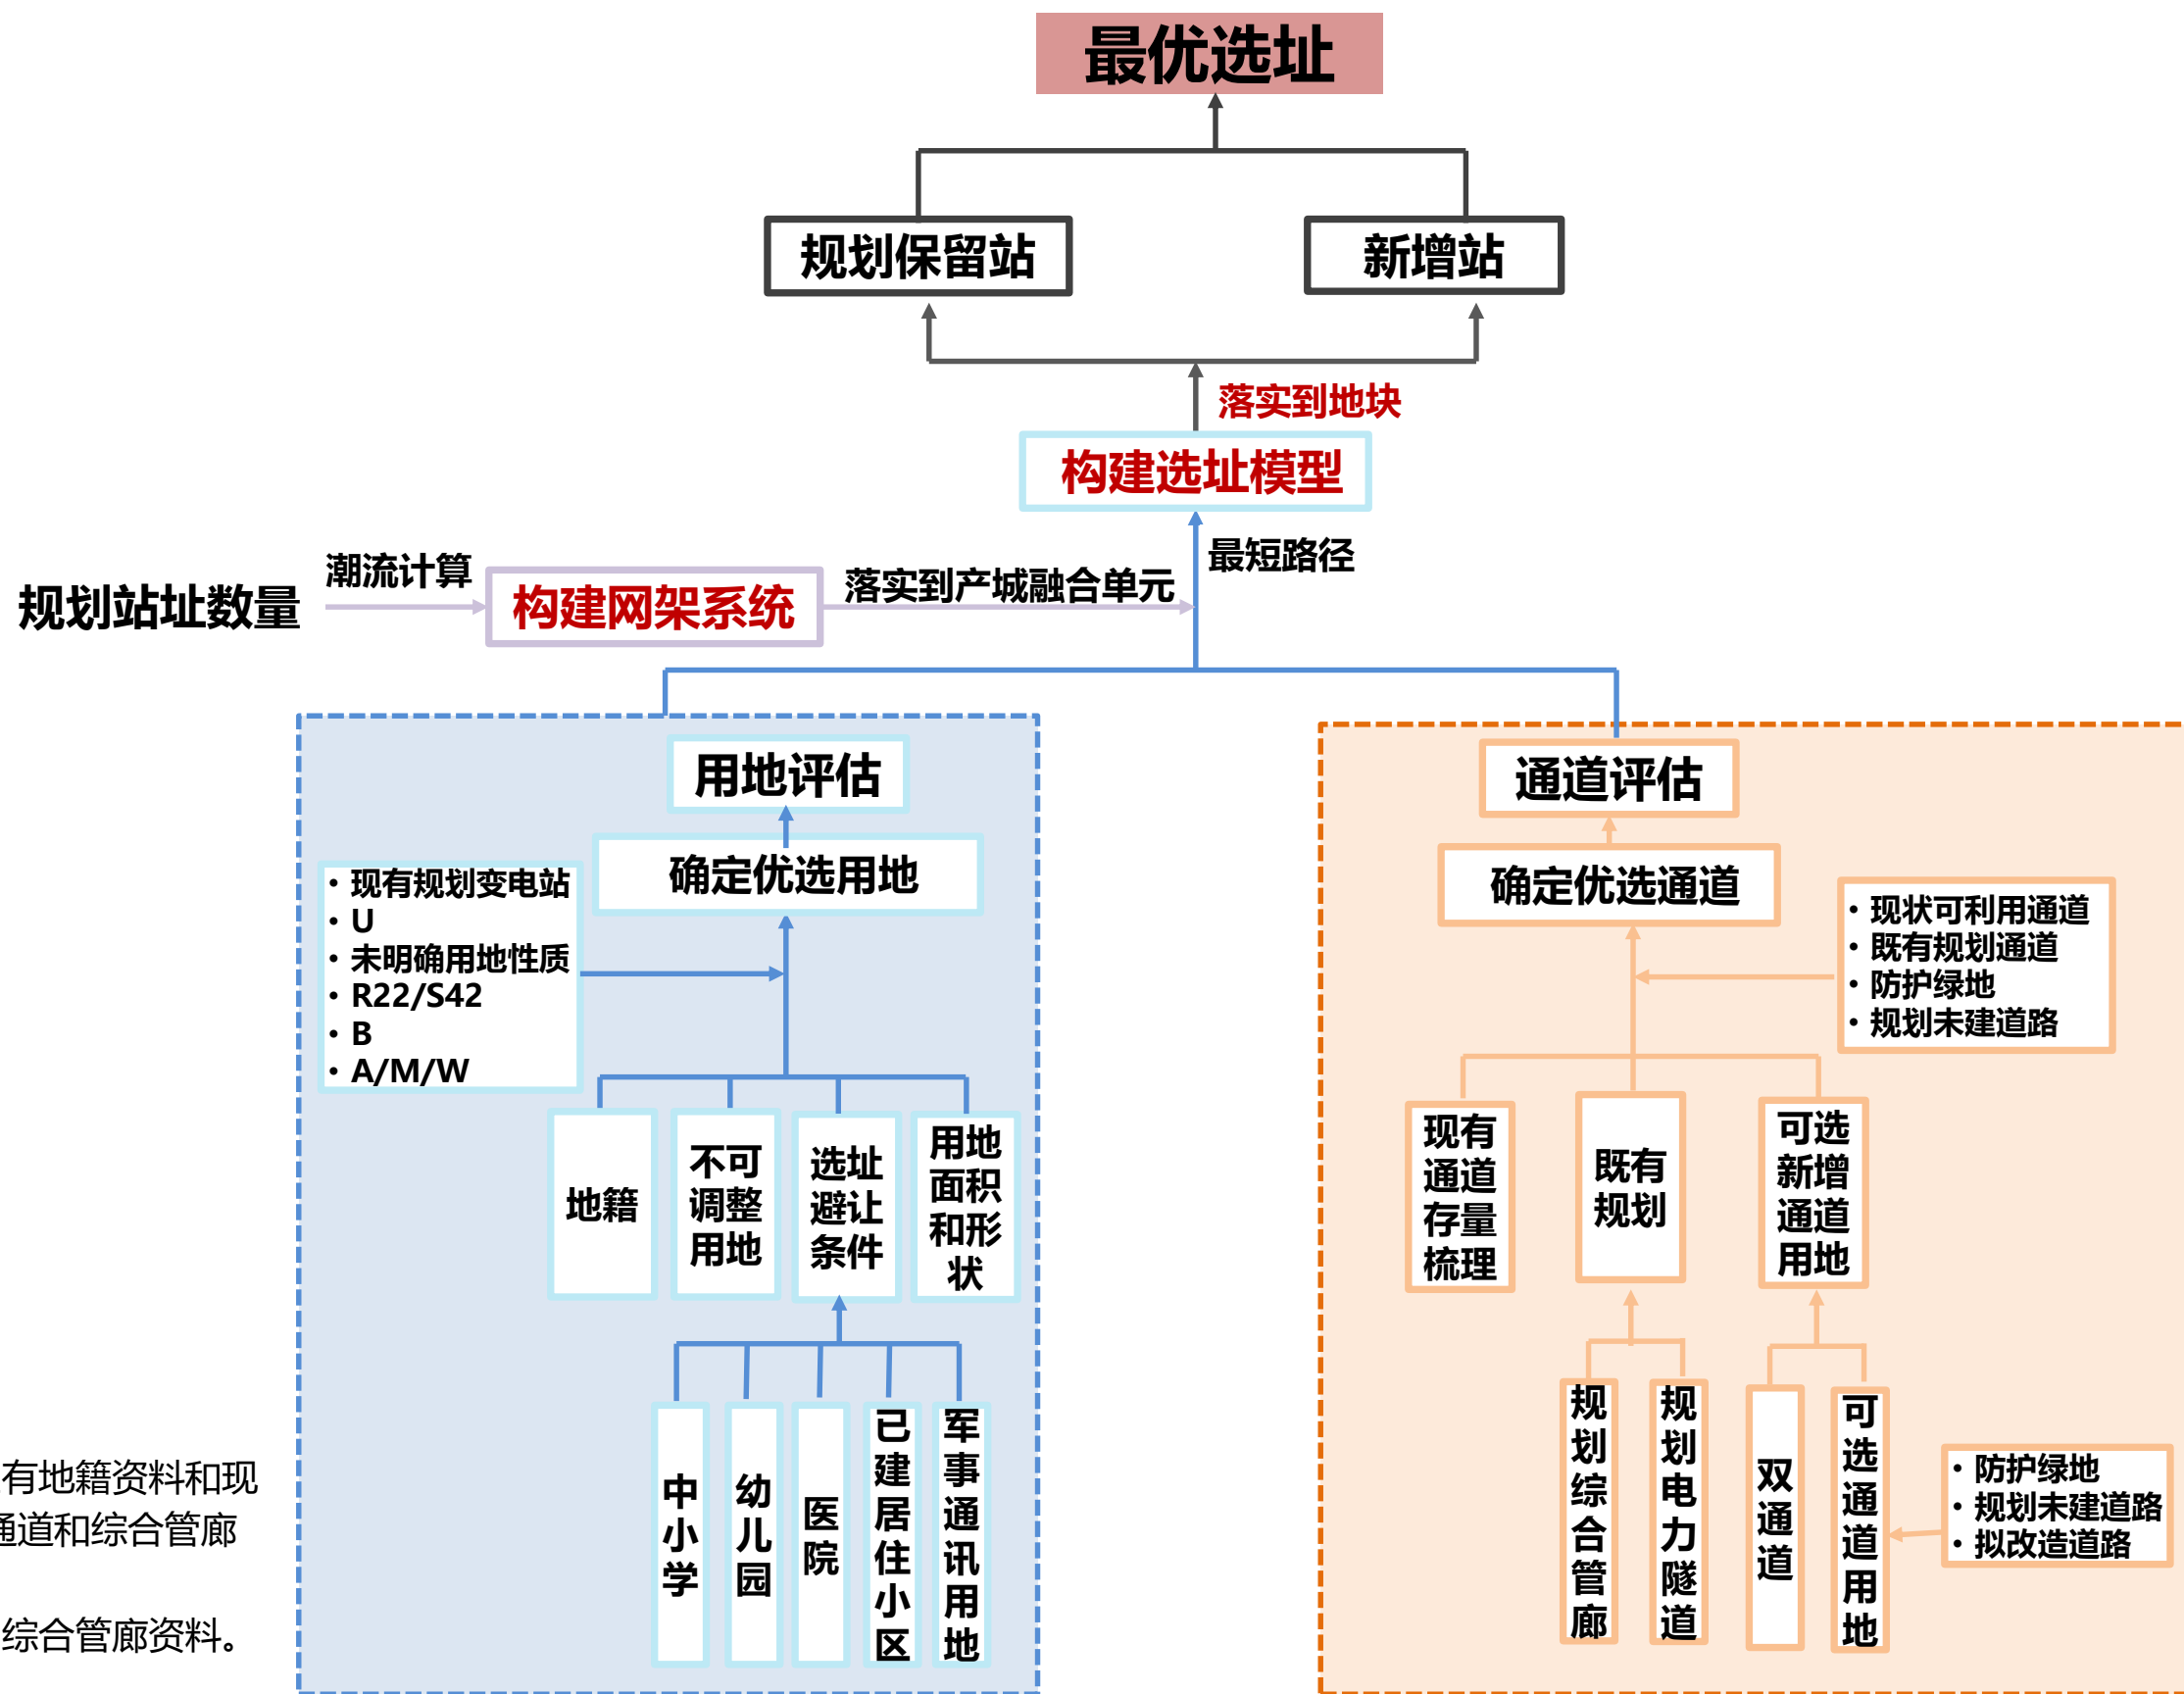 最优选址
规划保留站
新增站
落实到地块
构建选址模型
最短路径
规划站址数量
潮流计算
构建网架系统
落实到产城融合单元
用地评估
确定优选用地
• 现有规划变电站
• U
• 未明确用地性质
• R22/S42
• B
• A/M/W
地籍
不可
调整
用地
选址
避让
条件
用地
面积
和形
状
中小学
幼儿园
医院
已建居住小区
军事通讯用地
通道评估
确定优选通道
• 现状可利用通道
• 既有规划通道
• 防护绿地
• 规划未建道路
现有
通道
存量
梳理
既有
规划
可选
新增
通道
用地
规划综合管廊
规划电力隧道
双通道
可选通道用地
• 防护绿地
• 规划未建道路
• 拟改造道路
有地籍资料和现
通道和综合管廊
综合管廊资料。